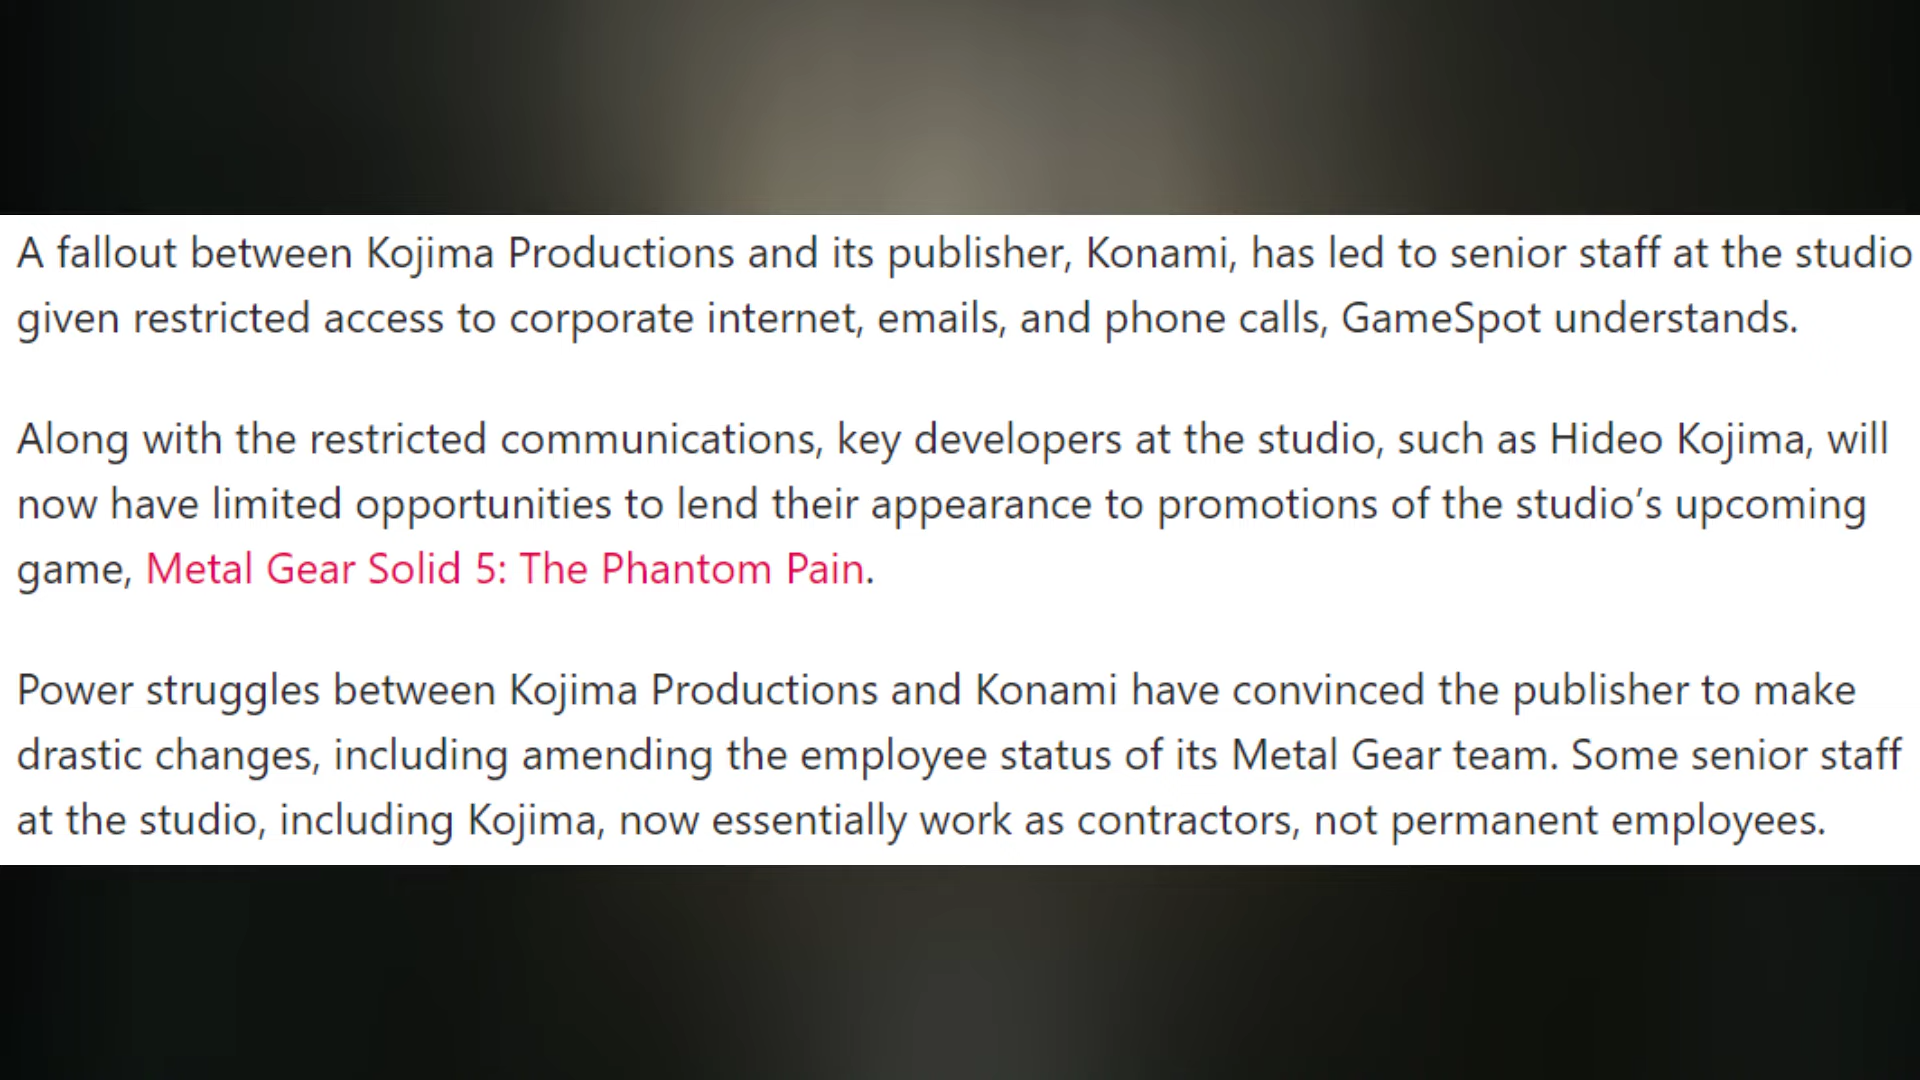 A fallout between Kojima Productions and its publisher, Konami, has led to senior staff at the studio
given restricted access to corporate internet, emails, and phone calls, GameSpot understands.
Along with the restricted communications, key developers at the studio, such as Hideo Kojima, will
now have limited opportunities to lend their appearance to promotions of the studio’s upcoming
game, Metal Gear Solid 5: The Phantom Pain.
Power struggles between Kojima Productions and Konami have convinced the publisher to make
drastic changes, including amending the employee status of its Metal Gear team. Some senior staff
at the studio, including Kojima, now essentially work as contractors, not permanent employees.